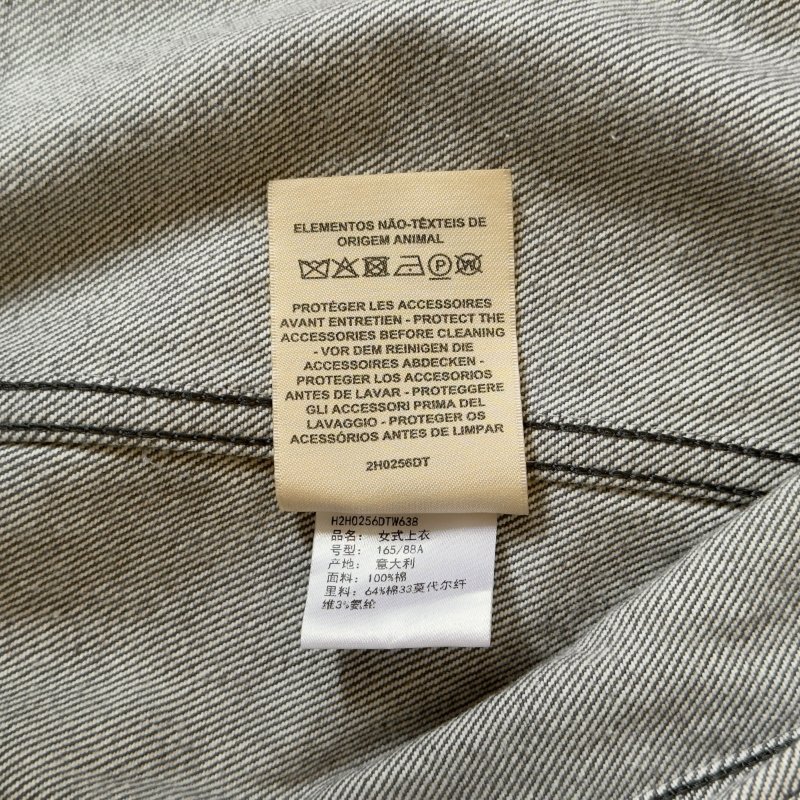 ELEMENTOS NÃO-TÊXTEIS DE
ORIGEM ANIMAL
P W
PROTÉGER LES ACCESSOIRES
AVANT ENTRETIEN - PROTECT THE
ACCESSORIES BEFORE CLEANING
- VOR DEM REINIGEN DIE
ACCESSOIRES ABDECKEN -
PROTEGER LOS ACCESORIOS
ANTES DE LAVAR - PROTEGGERE
GLI ACCESSORI PRIMA DEL
LAVAGGIO - PROTEGER OS
ACESSÓRIOS ANTES DE LIMPAR
2H0256DT
H2H0256DTW638
品名: 女式上衣
号型: 165/88A
产地: 意大利
面料: 100%棉
里料: 64%棉33莫代尔纤
维3%氨纶